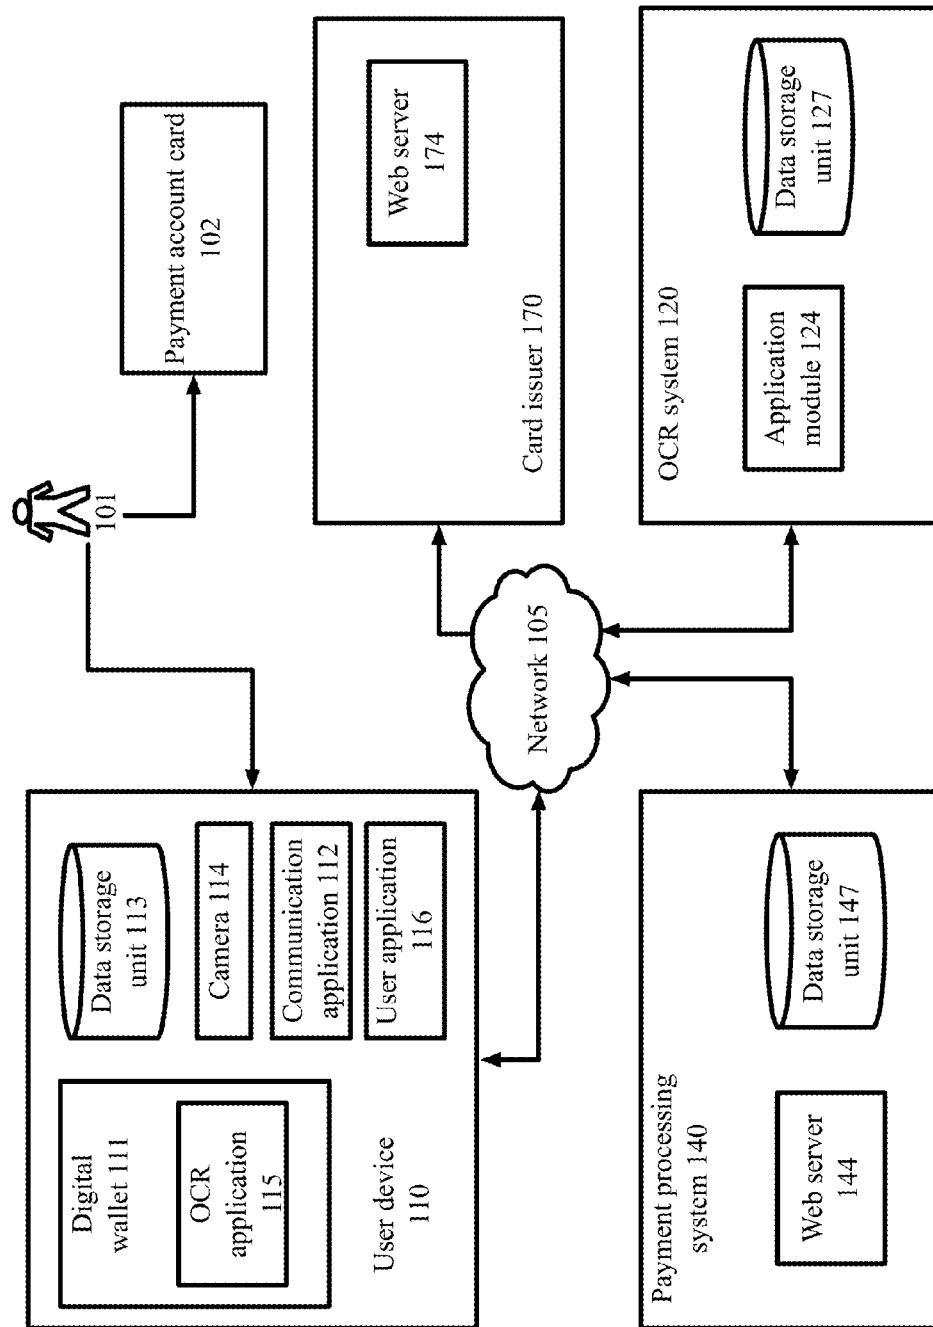 101
Payment account card
102
Digital
wallet 111
OCR
application
115
Data storage
unit 113
Camera 114
Communication
application 112
User application
116
User device
110
Network 105
Web server
174
Card issuer 170
Payment processing
system 140
Web server
144
Data storage
unit 147
OCR system 120
Application
module 124
Data storage
unit 127